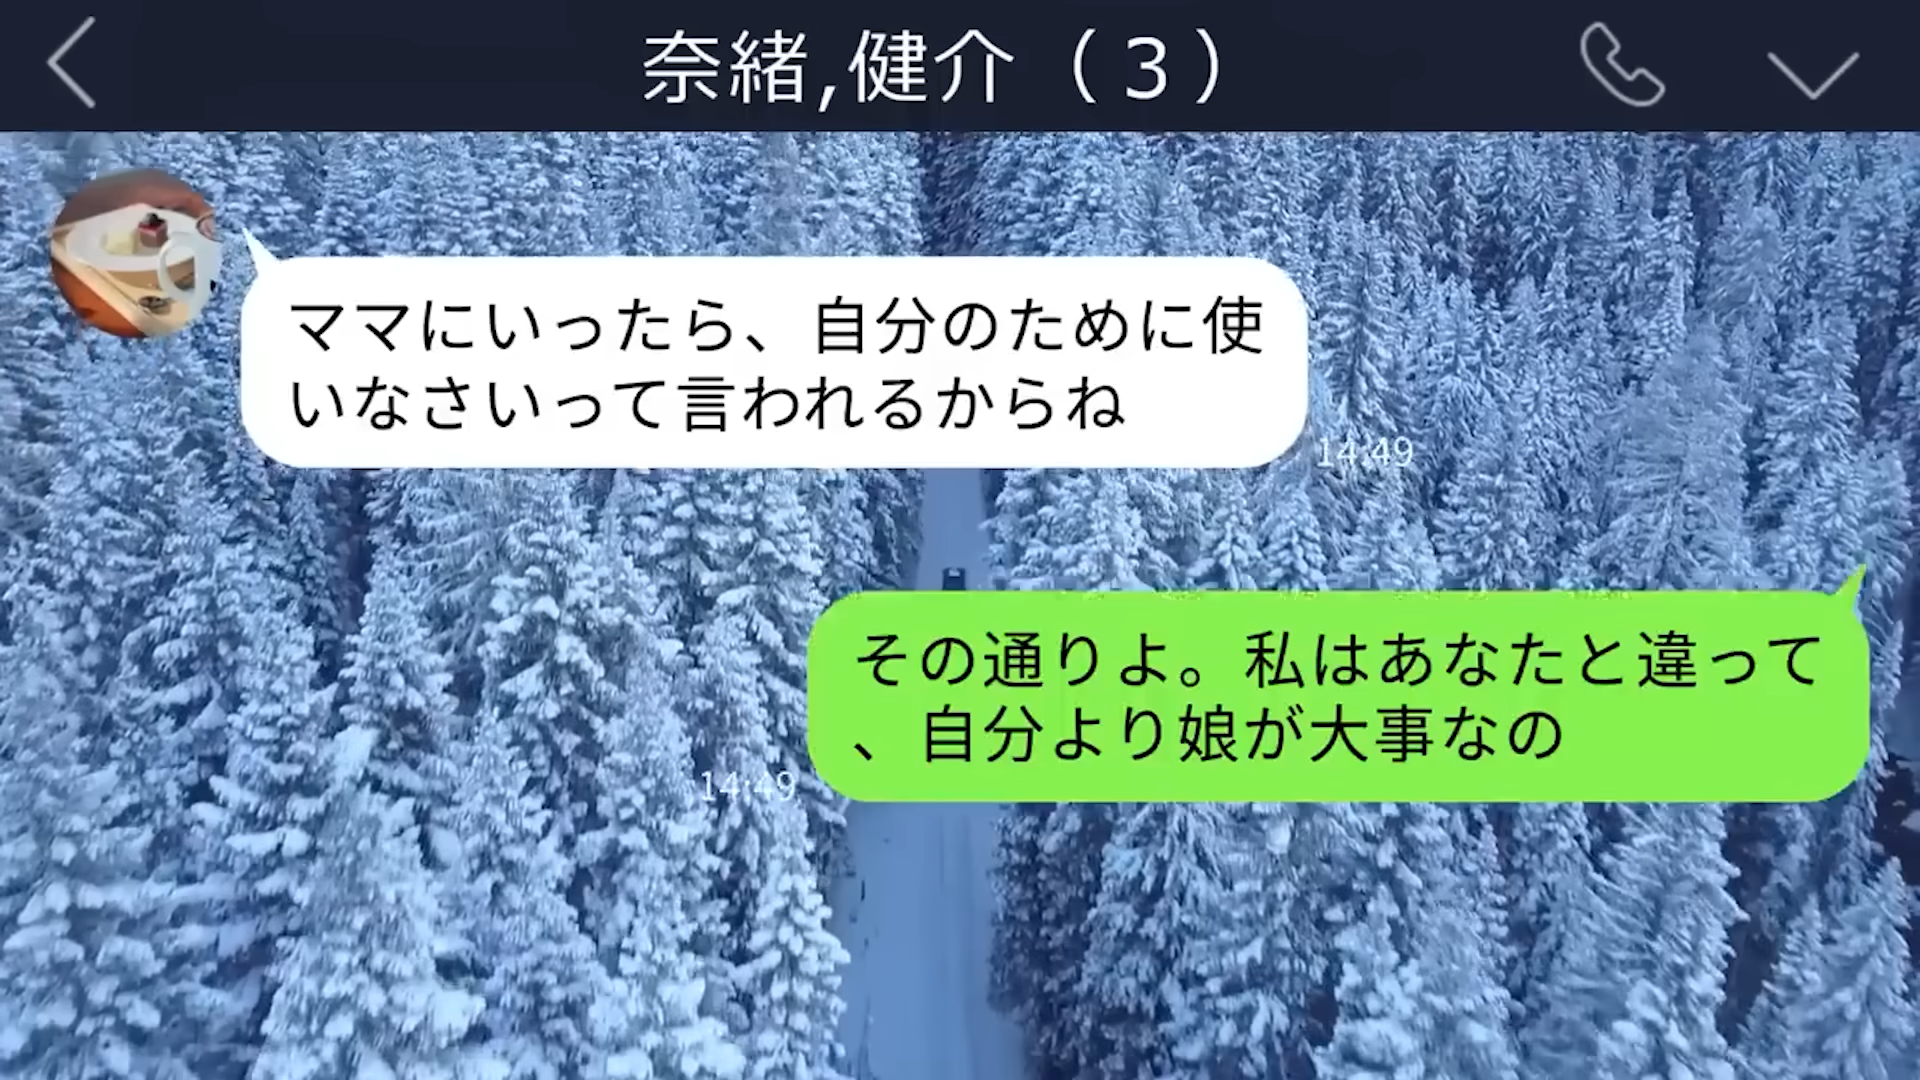 奈緒,健介（３）
ママにいったら、自分のために使
いなさいって言われるからね
14:49
その通りよ。私はあなたと違って
、自分より娘が大事なの
14:49